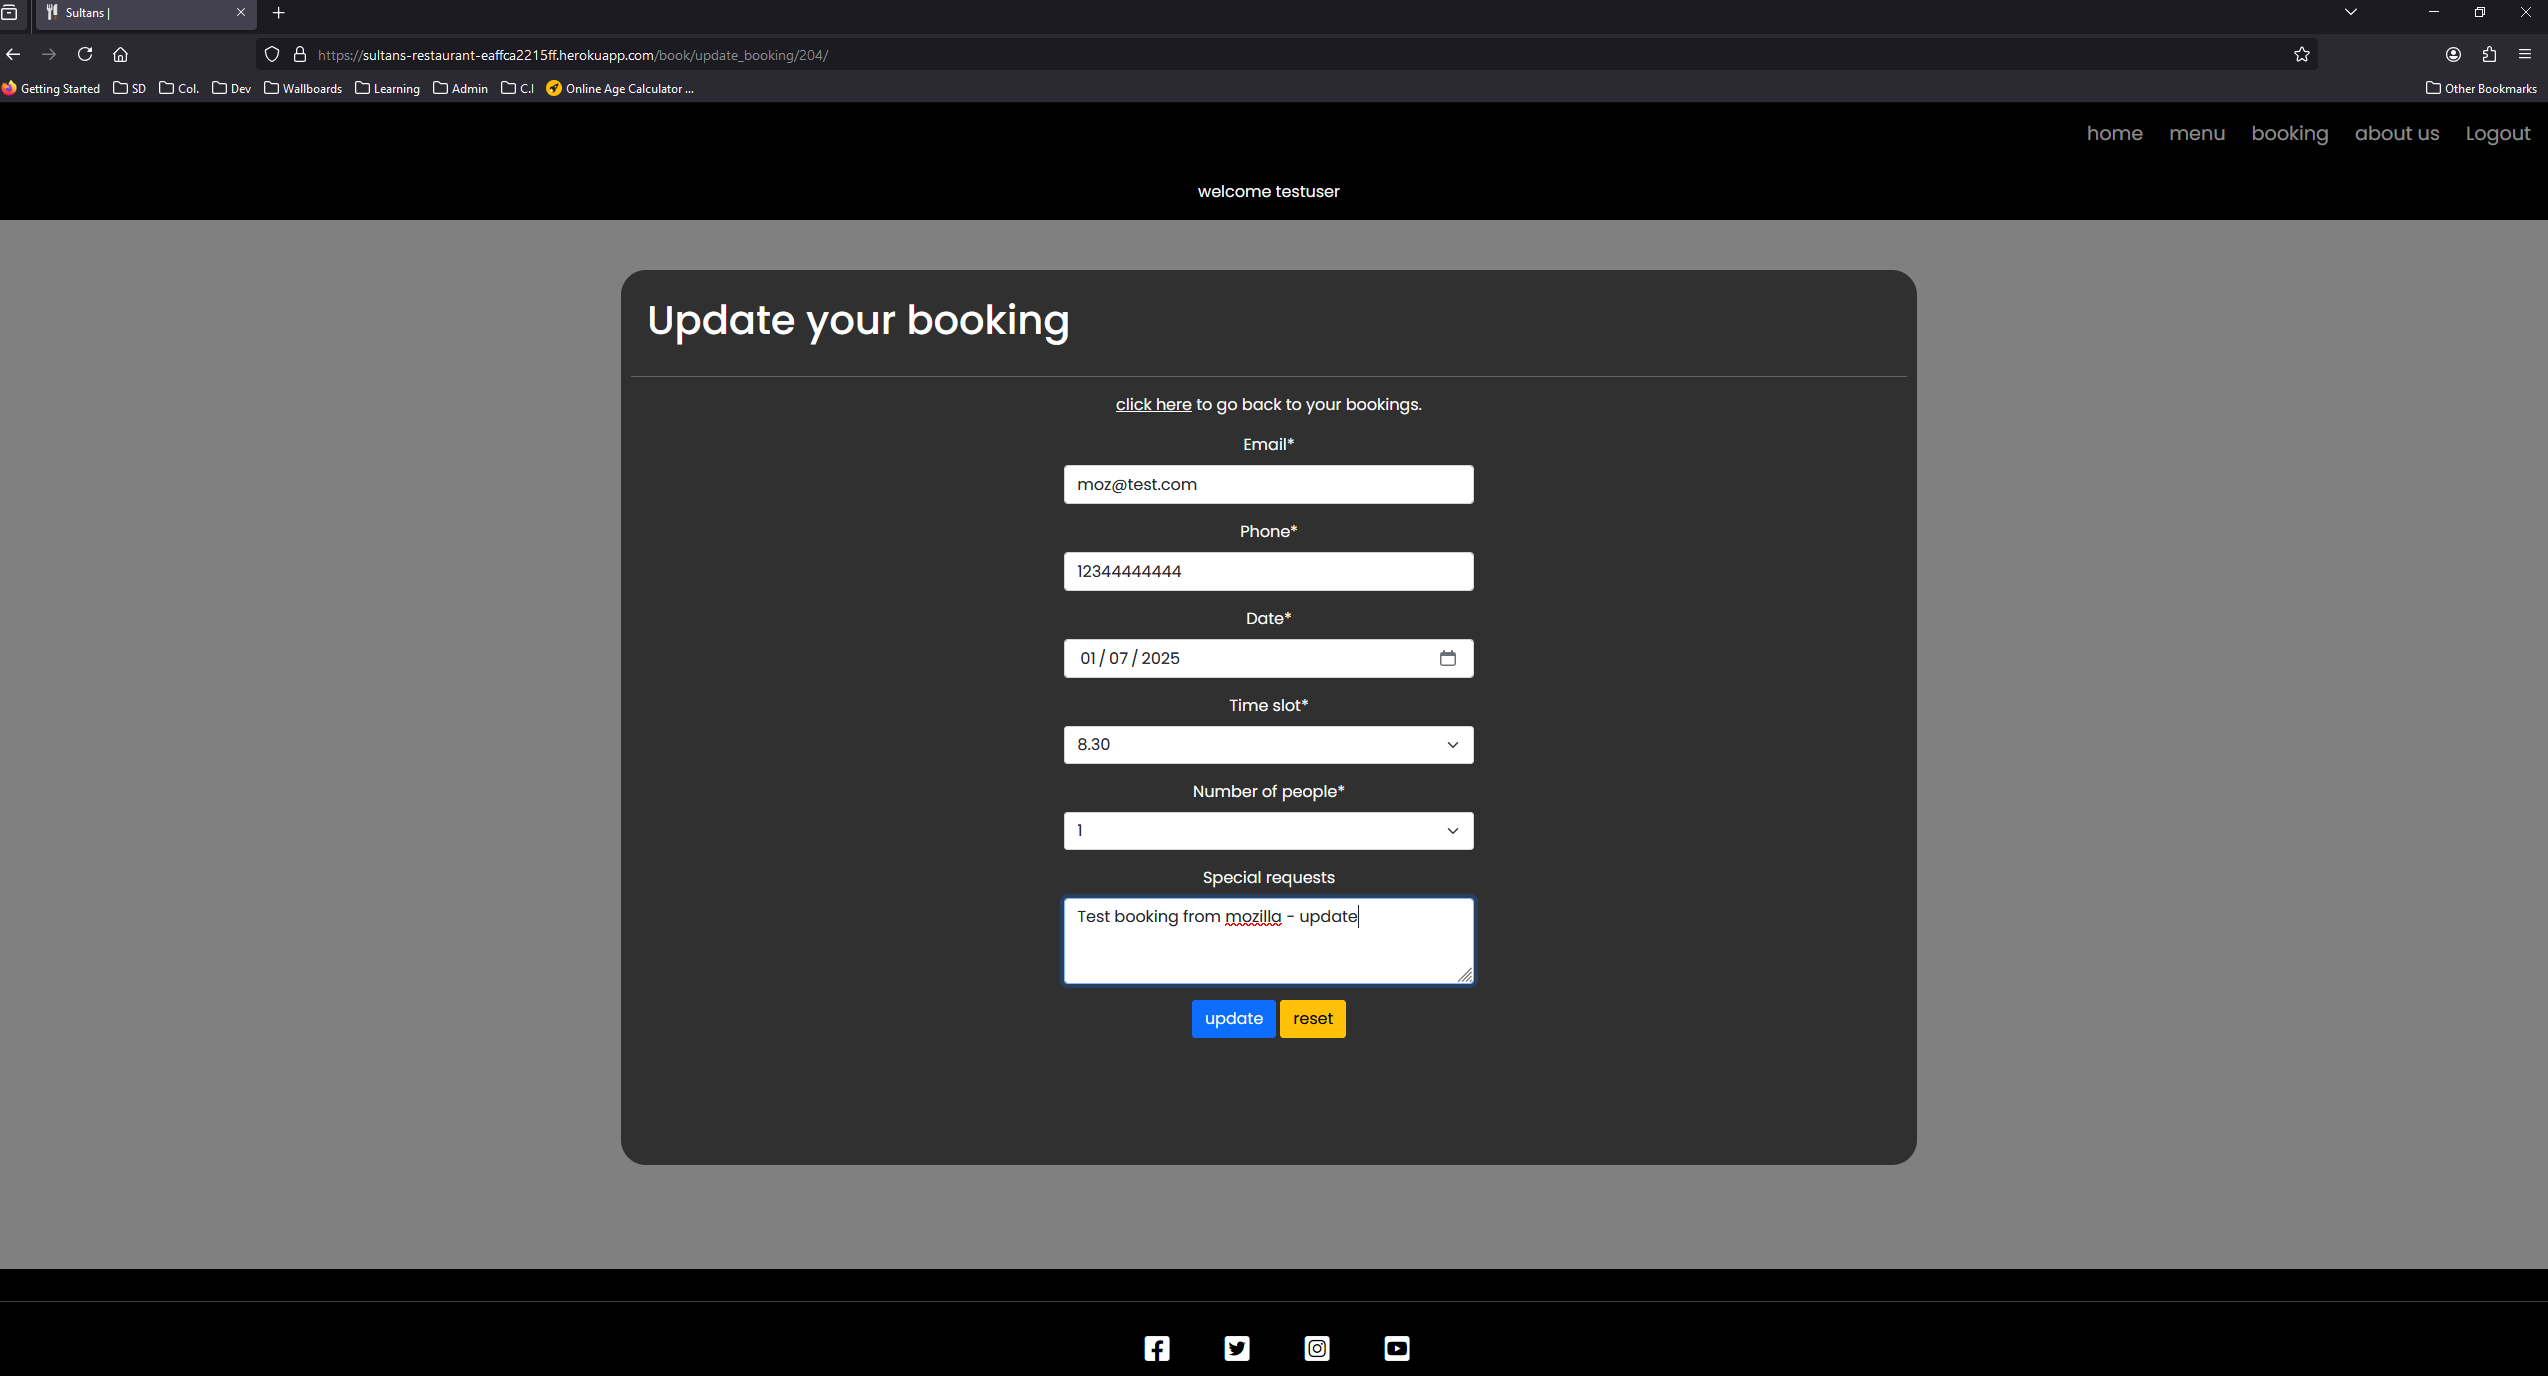 Sultans |
https://sultans-restaurant-eaffca2215ff.herokuapp.com/book/update_booking/204/
Getting Started SD Col. Dev Wallboards Learning Admin C.I Online Age Calculator ... Other Bookmarks
home menu booking about us Logout
welcome testuser
Update your booking
click here to go back to your bookings.
Email*
moz@test.com
Phone*
12344444444
Date*
01 / 07 / 2025
Time slot*
8.30
Number of people*
1
Special requests
Test booking from mozilla - update
update reset